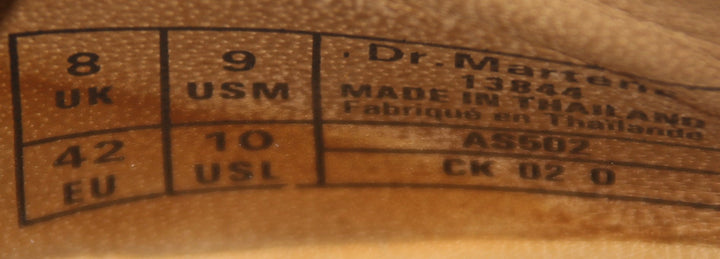 8 UK
9 USM
42 EU
10 USL
Dr. Martens
13844
MADE IN THAILAND
Fabriqué en Thaïlande
AS502
CK 02 0